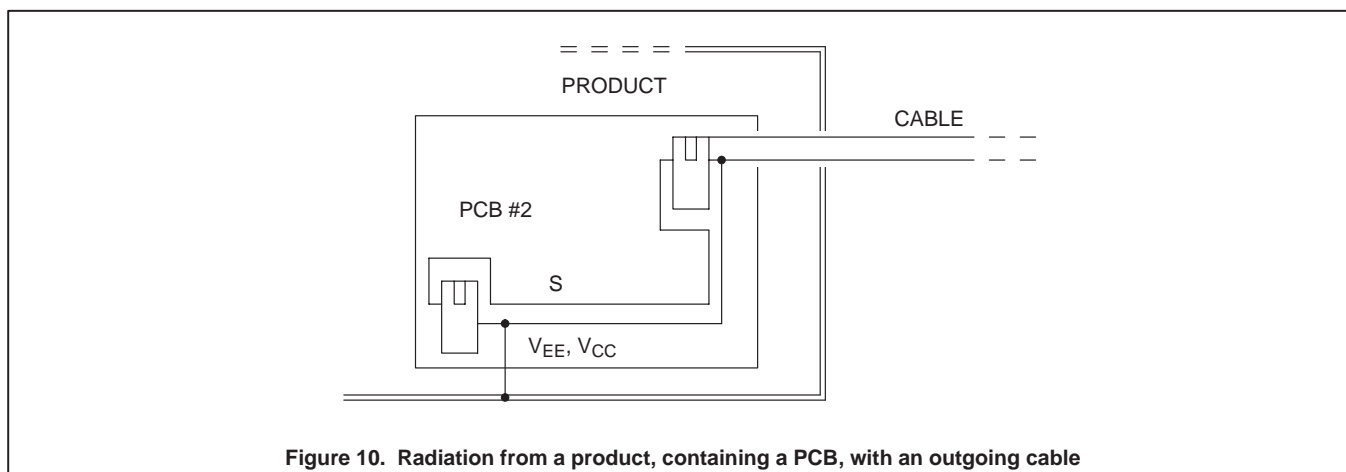 PRODUCT
CABLE
PCB #2
S
VEE, VCC
Figure 10. Radiation from a product, containing a PCB, with an outgoing cable